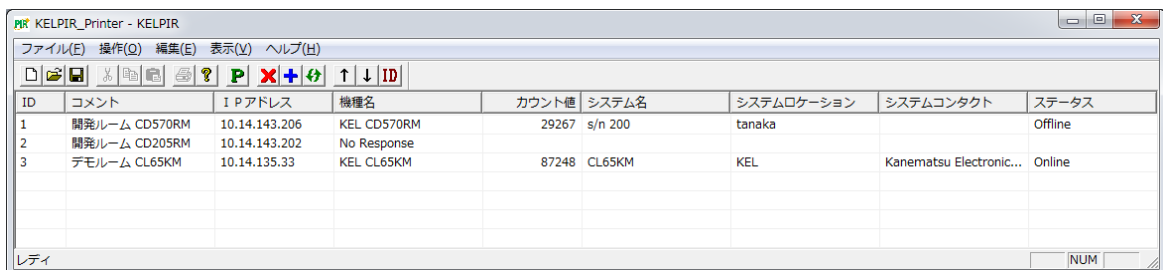 PIR KELPIR_Printer - KELPIR
ファイル(F) 操作(O) 編集(E) 表示(V) ヘルプ(H)
P ID
ID コメント ＩＰアドレス 機種名 カウント値 システム名 システムロケーション システムコンタクト ステータス
1 開発ルーム CD570RM 10.14.143.206 KEL CD570RM 29267 s/n 200 tanaka Offline
2 開発ルーム CD205RM 10.14.143.202 No Response
3 デモルーム CL65KM 10.14.135.33 KEL CL65KM 87248 CL65KM KEL Kanematsu Electronic... Online
レディ NUM